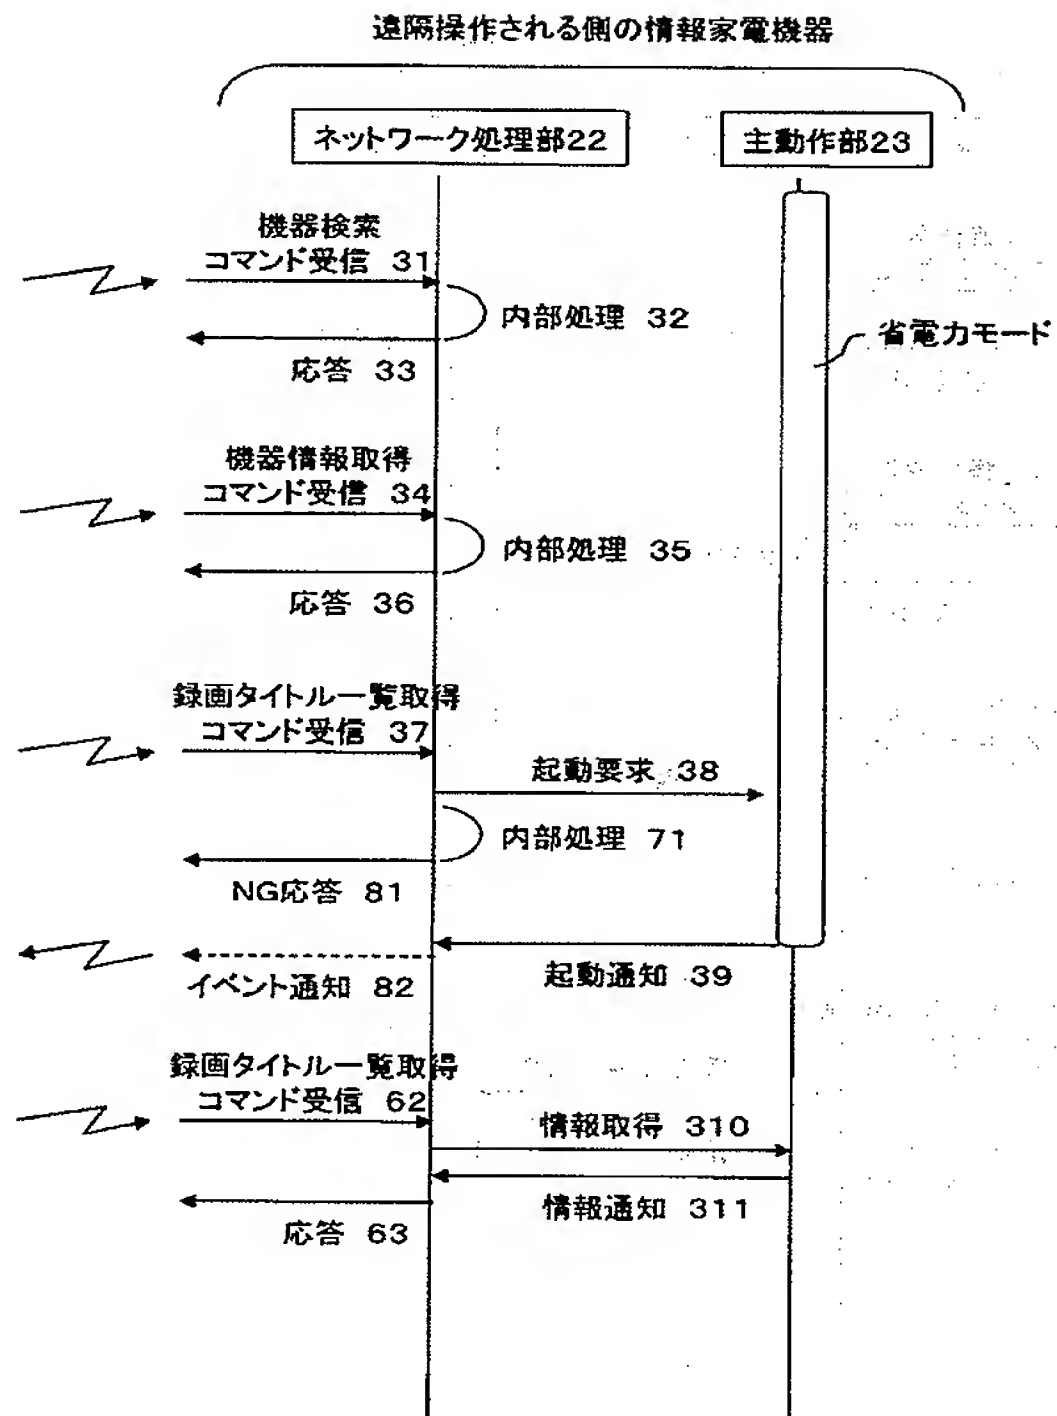 遠隔操作される側の情報家電機器
ネットワーク処理部22
主動作部23
機器検索
コマンド受信 31
内部処理 32
省電力モード
応答 33
機器情報取得
コマンド受信 34
内部処理 35
応答 36
録画タイトル一覧取得
コマンド受信 37
起動要求 38
内部処理 71
NG応答 81
起動通知 39
イベント通知 82
録画タイトル一覧取得
コマンド受信 62
情報取得 310
情報通知 311
応答 63